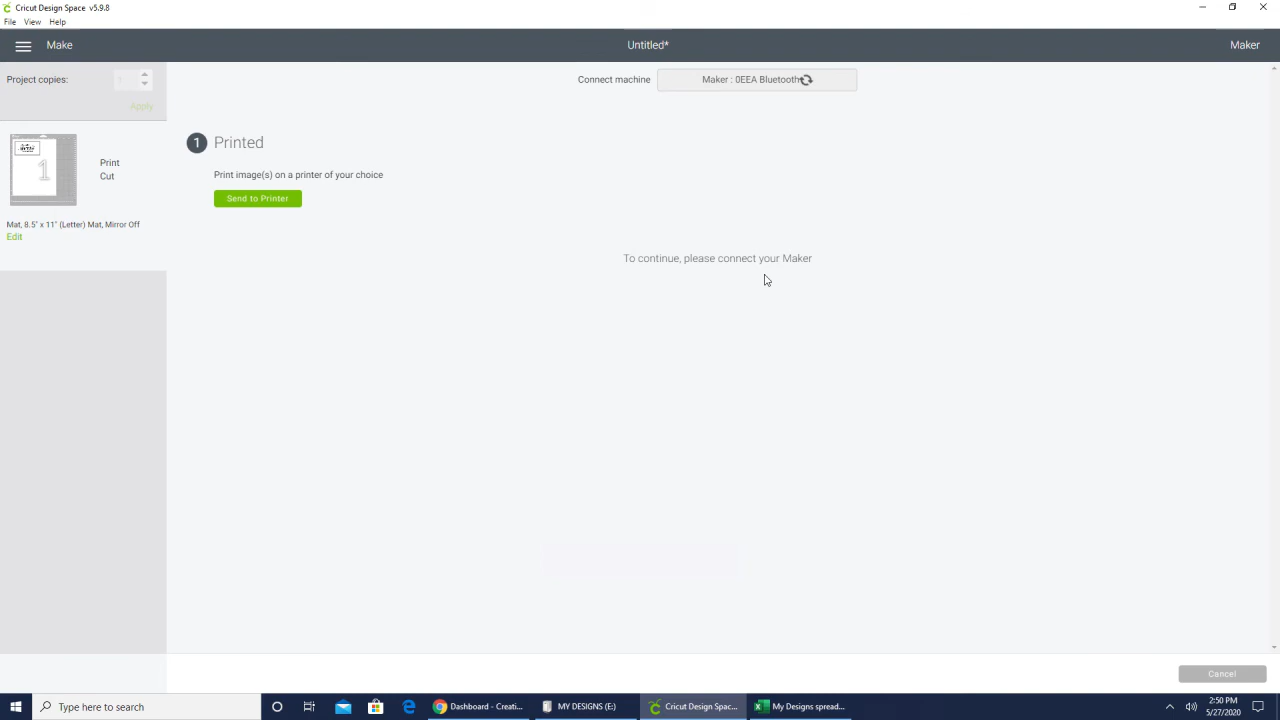 Cricut Design Space v5.9.8
File View Help
Make
Untitled*
Maker
Project copies:
1
Apply
Connect machine
Maker : 0EEA Bluetooth
Print
Cut
1
Mat, 8.5" x 11" (Letter) Mat, Mirror Off
Edit
1 Printed
Print image(s) on a printer of your choice
Send to Printer
To continue, please connect your Maker
Cancel
Type here to search
Dashboard - Creati...
MY DESIGNS (E:)
Cricut Design Spac...
My Designs spread...
2:50 PM
5/27/2020